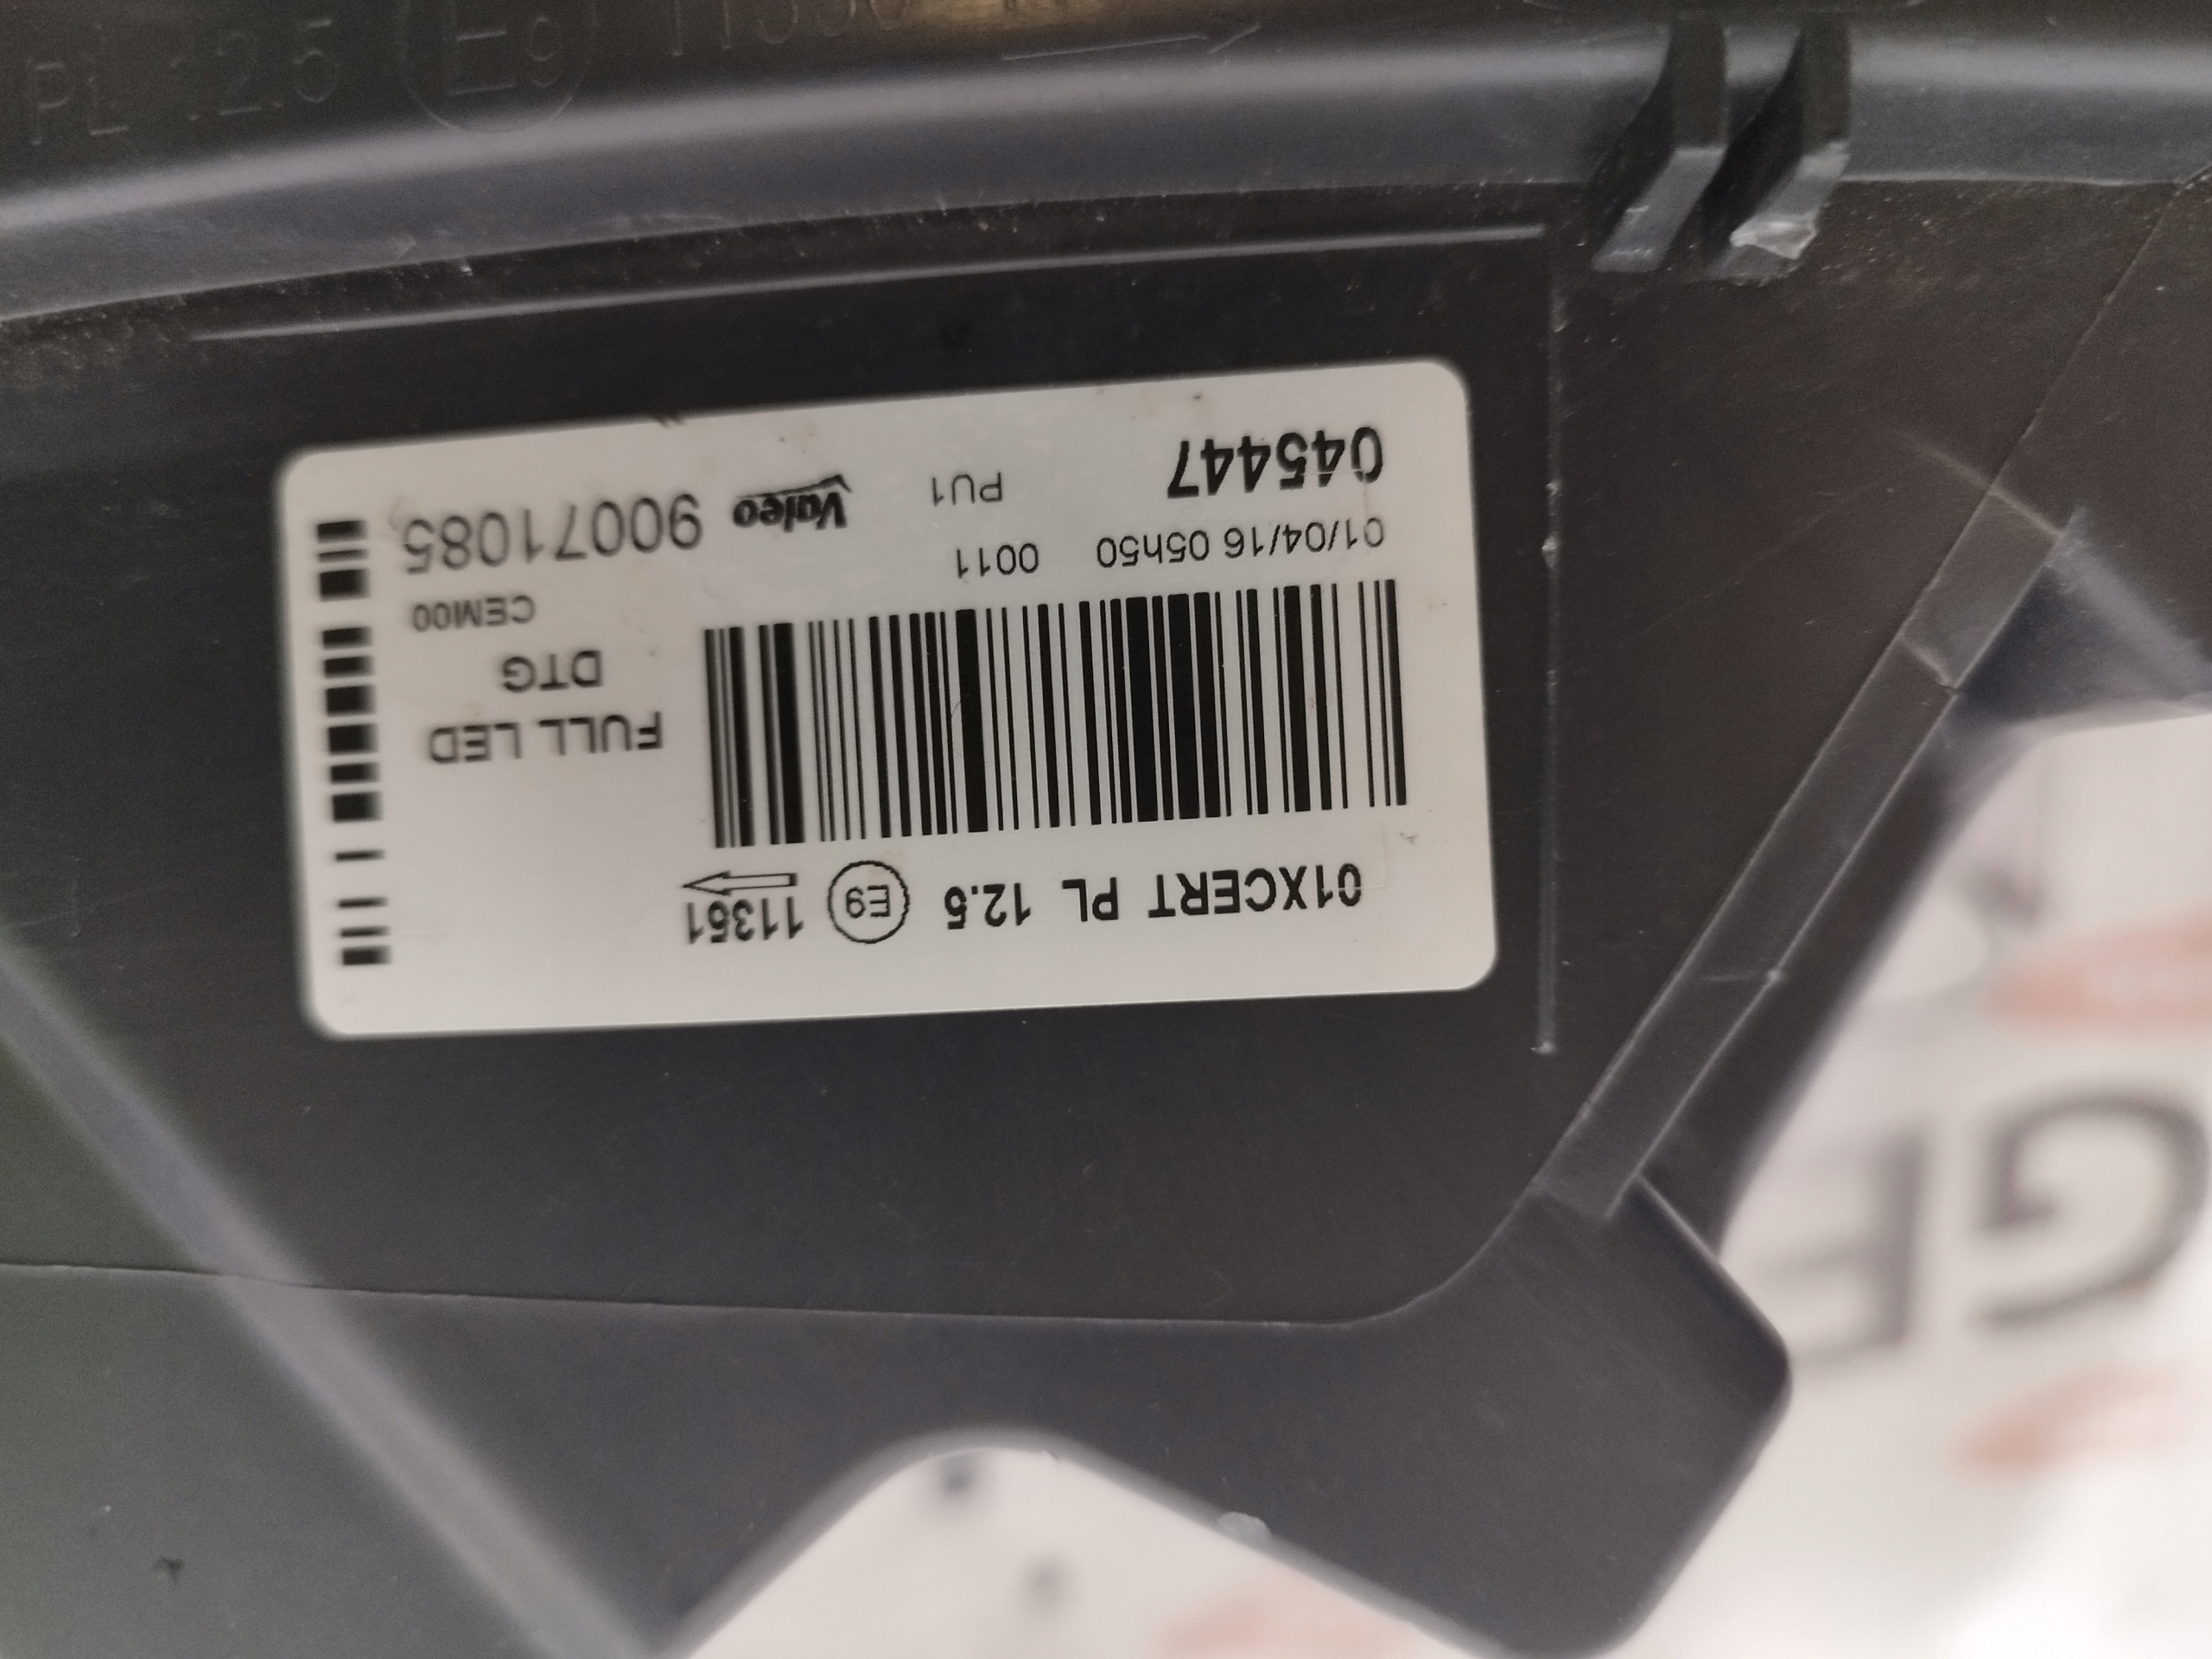 01XCERT PL 12.5 E9 11351
FULL LED
DTG
CEM00
01/04/16 05h50 0011
045447 PU1 Valeo 90071085
PL 12.5 E9